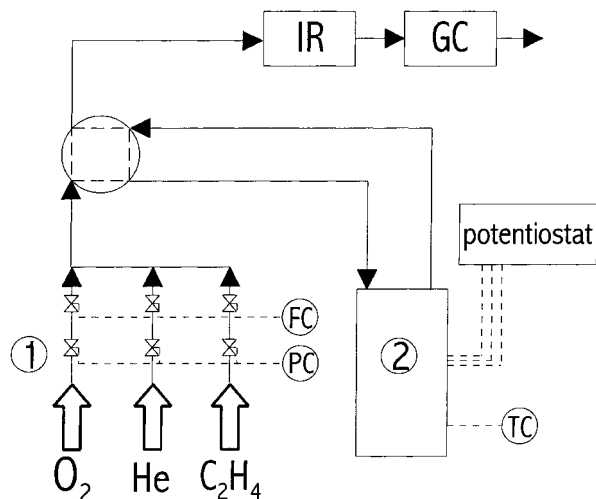 IR
GC
potentiostat
FC
1
PC
2
TC
O₂
He
C₂H₄